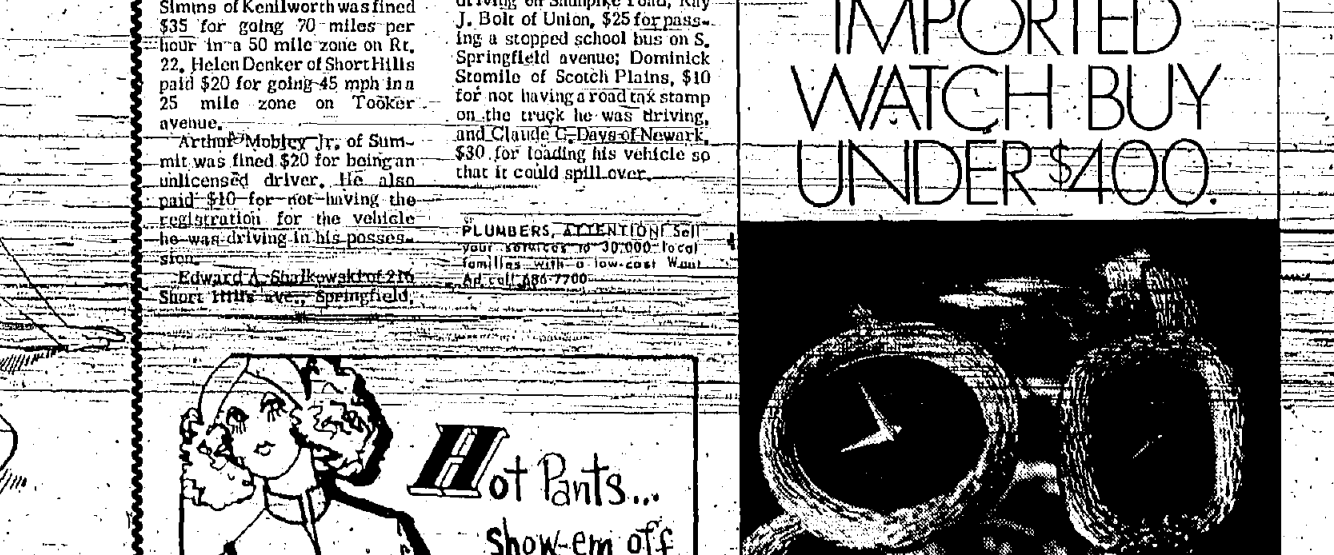 Simms of Kenilworth was fined
$35 for going 70 miles per
hour in a 50 mile zone on Rt.
22. Helen Denker of Short Hills
paid $20 for going 45 mph in a
25 mile zone on Tooker
avenue.
Arthur Mobley Jr. of Sum-
mit was fined $20 for being an
unlicensed driver. He also
paid $10 for not having the
registration for the vehicle
he was driving in his posses-
sion.
Edward A. Shalkowski of 216
Short Hills ave., Springfield,
driving on Shunpike road, Ray
J. Bolt of Union, $25 for pass-
ing a stopped school bus on S.
Springfield avenue; Dominick
Stomile of Scotch Plains, $10
for not having a road tax stamp
on the truck he was driving,
and Claude C. Days of Newark,
$30 for loading his vehicle so
that it could spill over.
PLUMBERS, ATTENTION! Sell
your services to 30,000 local
families with a low-cost Want
Ad call 686-7700
Hot Pants...
show-em off
IMPORTED
WATCH BUY
UNDER $400.